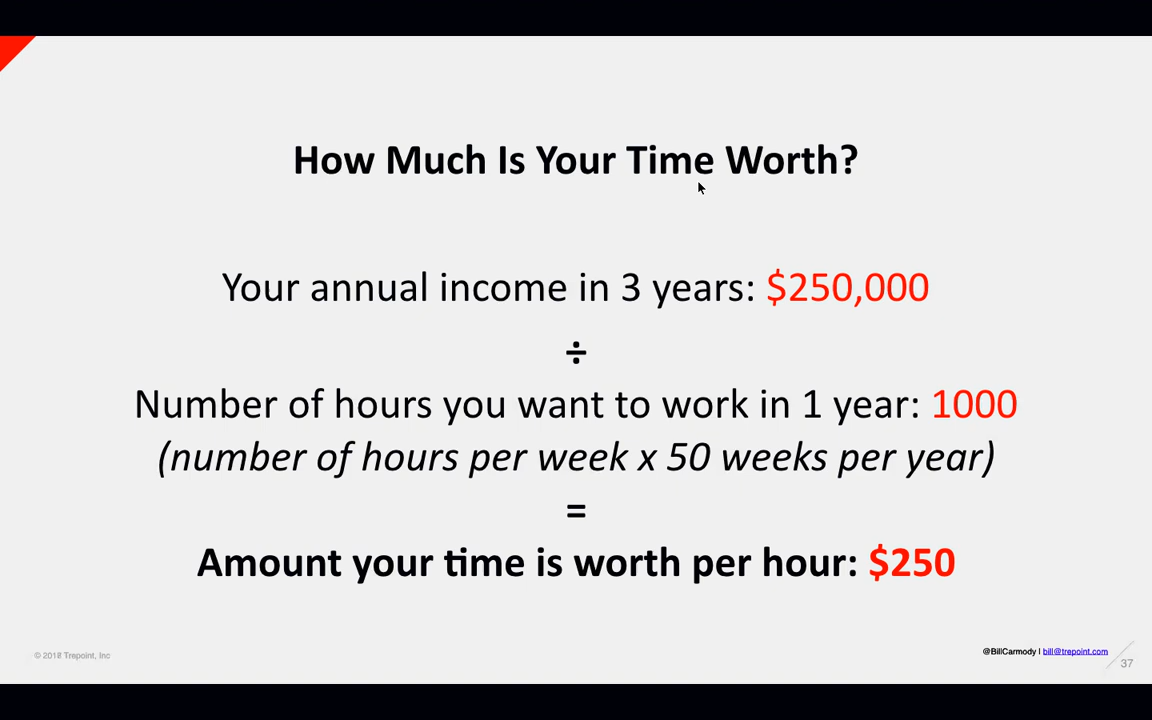 How Much Is Your Time Worth?
Your annual income in 3 years: $250,000
÷
Number of hours you want to work in 1 year: 1000
(number of hours per week x 50 weeks per year)
=
Amount your time is worth per hour: $250
© 2018 Trepoint, Inc
@BillCarmody | bill@trepoint.com
37